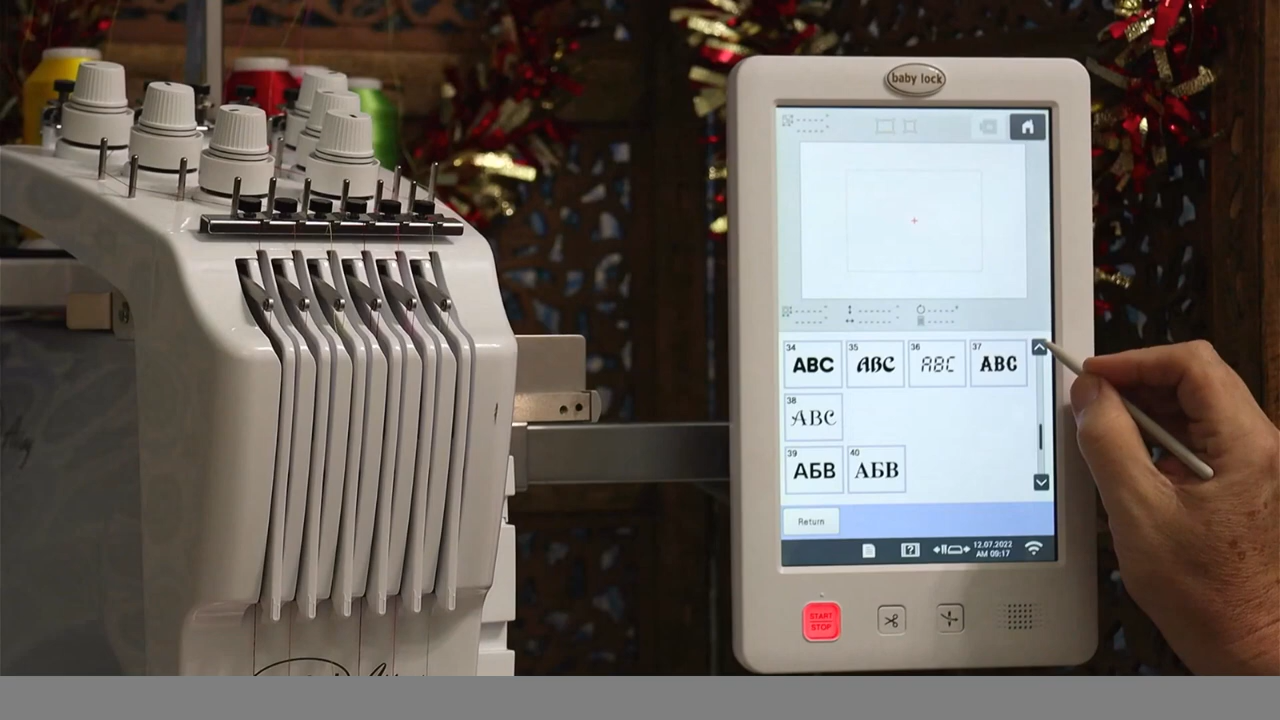 baby lock
34 35 36 37
ABC ABC ABC ABC
38
ABC
39 40
АБВ АБВ
Return
?
12.07.2022
AM 09:17
START
STOP